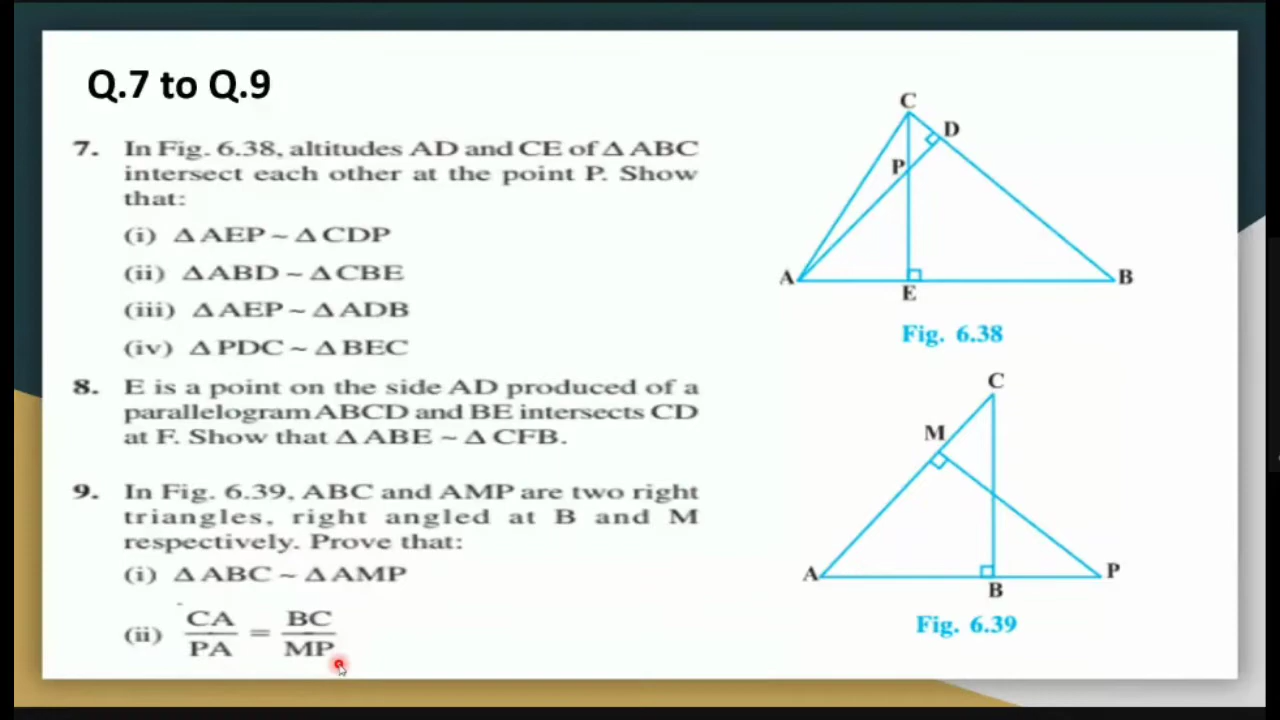 Q.7 to Q.9
7. In Fig. 6.38, altitudes AD and CE of Δ ABC
intersect each other at the point P. Show
that:
(i) Δ AEP ~ Δ CDP
(ii) Δ ABD ~ Δ CBE
(iii) Δ AEP ~ Δ ADB
(iv) Δ PDC ~ Δ BEC
8. E is a point on the side AD produced of a
parallelogram ABCD and BE intersects CD
at F. Show that Δ ABE ~ Δ CFB.
9. In Fig. 6.39, ABC and AMP are two right
triangles, right angled at B and M
respectively. Prove that:
(i) Δ ABC ~ Δ AMP
(ii) CA/PA = BC/MP
C
D
P
A
B
E
Fig. 6.38
C
M
A
P
B
Fig. 6.39